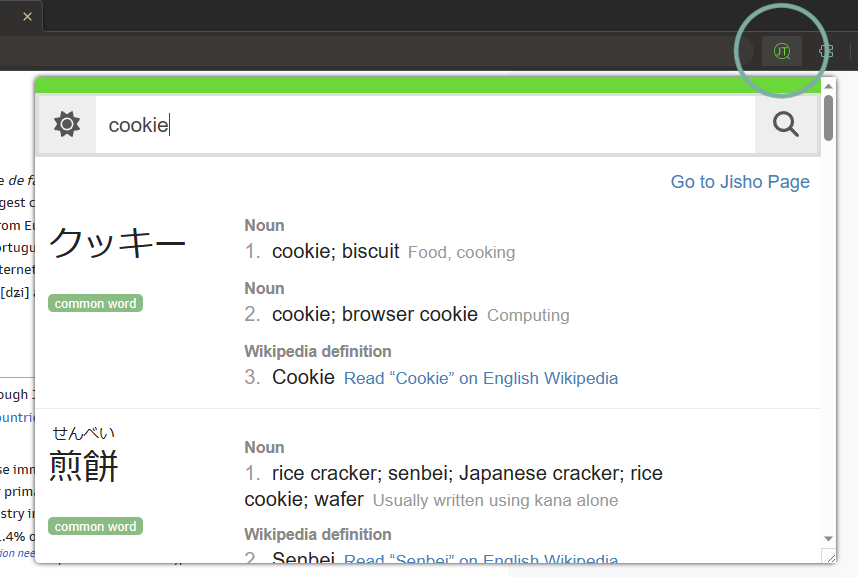 JT
cookie
Go to Jisho Page
クッキー
common word
Noun
1. cookie; biscuit Food, cooking
Noun
2. cookie; browser cookie Computing
Wikipedia definition
3. Cookie Read “Cookie” on English Wikipedia
せんべい
煎餅
common word
Noun
1. rice cracker; senbei; Japanese cracker; rice
cookie; wafer Usually written using kana alone
Wikipedia definition
2. Senbei Read “Senbei” on English Wikipedia